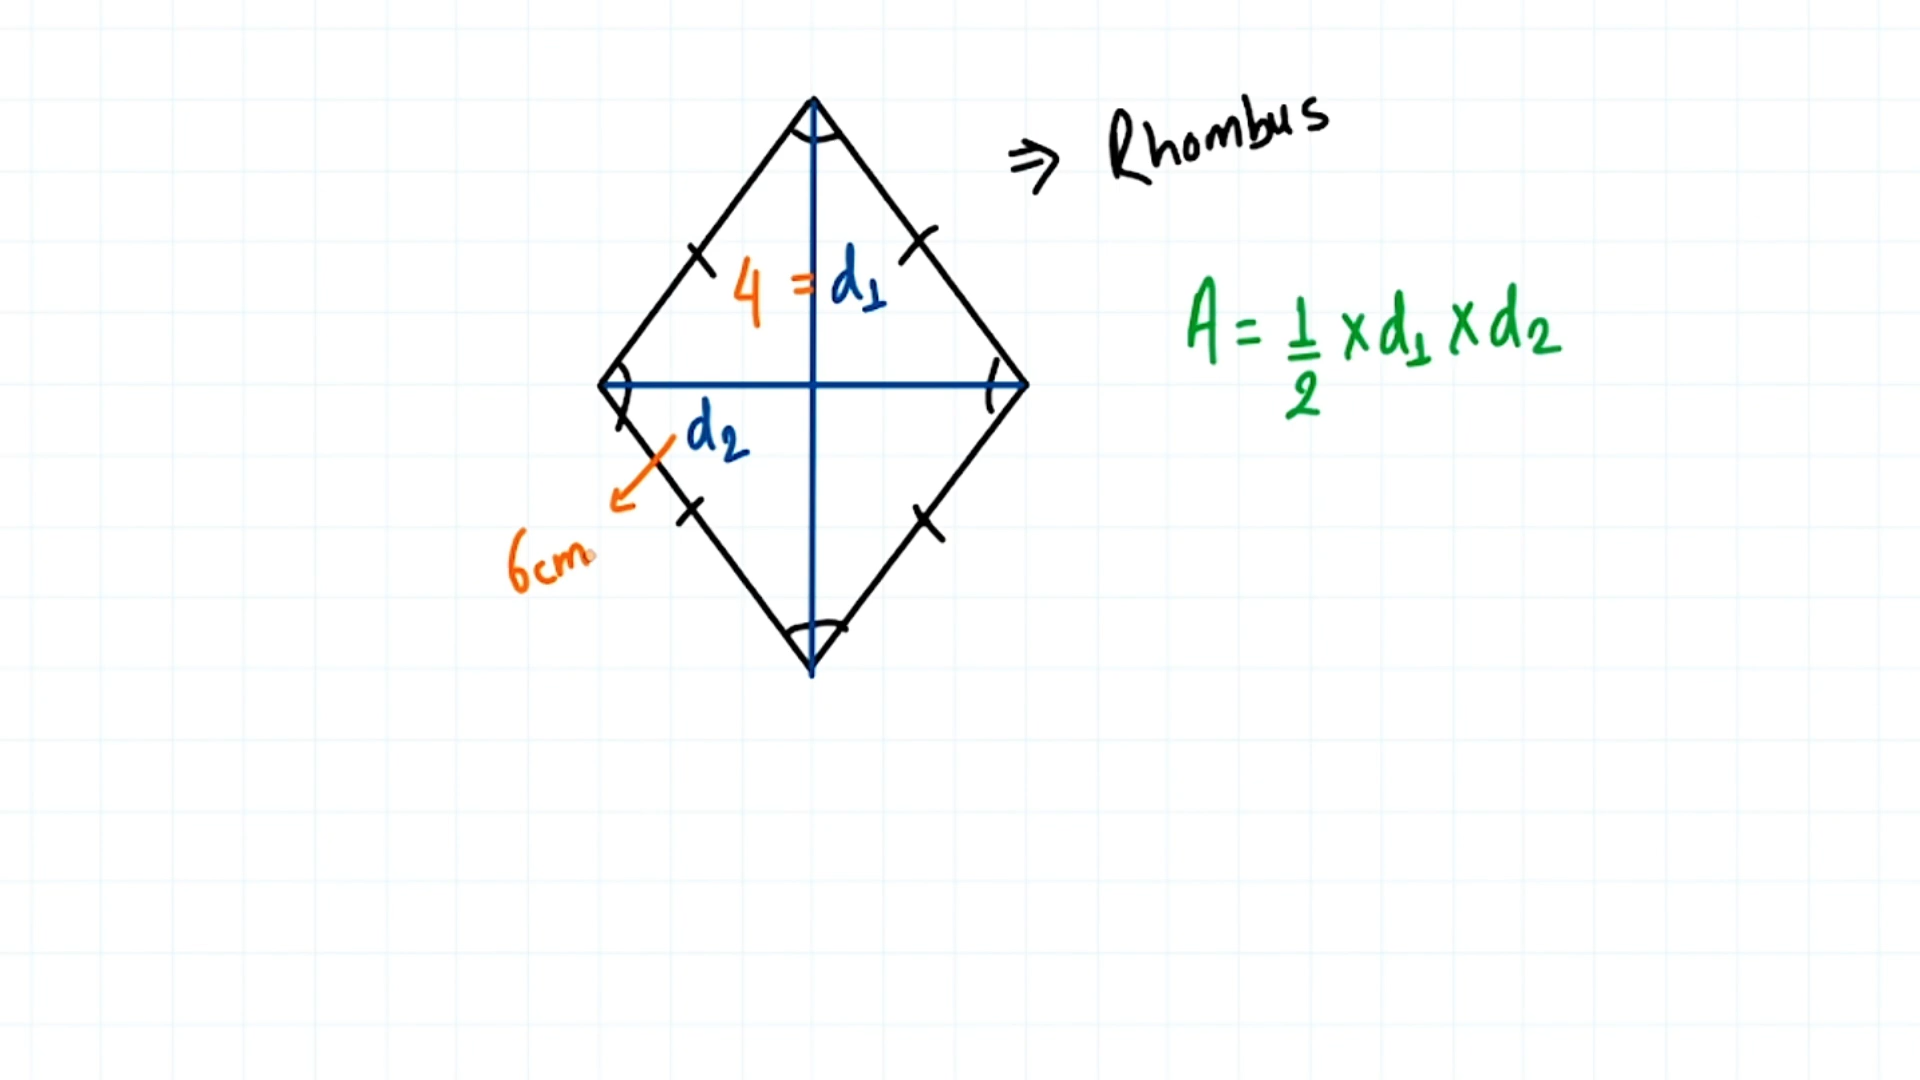 ⇒ Rhombus
4 = d₁
A = 1/2 × d₁ × d₂
d₂
6cm